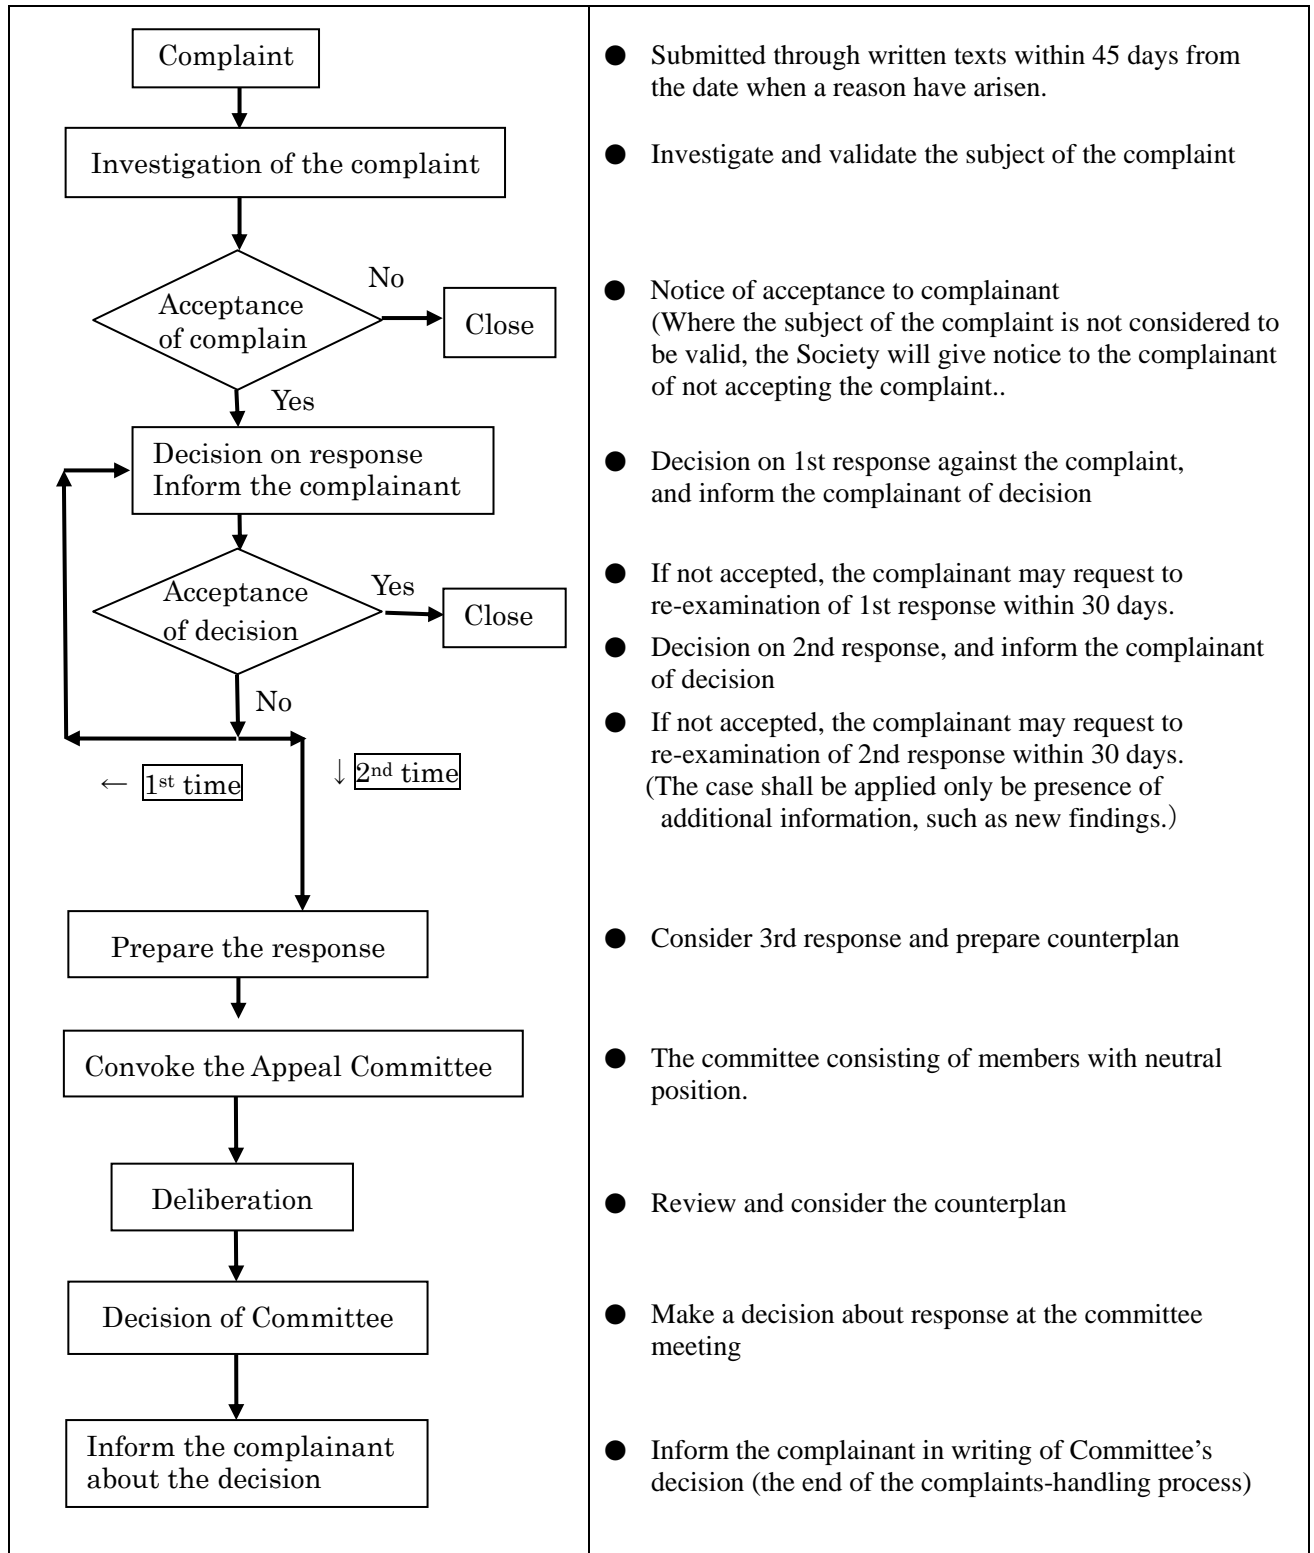 Complaint
● Submitted through written texts within 45 days from
the date when a reason have arisen.
Investigation of the complaint
● Investigate and validate the subject of the complaint
Acceptance
of complain
No
Close
Yes
● Notice of acceptance to complainant
(Where the subject of the complaint is not considered to
be valid, the Society will give notice to the complainant
of not accepting the complaint..
Decision on response
Inform the complainant
● Decision on 1st response against the complaint,
and inform the complainant of decision
Acceptance
of decision
Yes
Close
No
← 1st time
↓ 2nd time
● If not accepted, the complainant may request to
re-examination of 1st response within 30 days.
● Decision on 2nd response, and inform the complainant
of decision
● If not accepted, the complainant may request to
re-examination of 2nd response within 30 days.
(The case shall be applied only be presence of
additional information, such as new findings.）
Prepare the response
● Consider 3rd response and prepare counterplan
Convoke the Appeal Committee
● The committee consisting of members with neutral
position.
Deliberation
● Review and consider the counterplan
Decision of Committee
● Make a decision about response at the committee
meeting
Inform the complainant
about the decision
● Inform the complainant in writing of Committee’s
decision (the end of the complaints-handling process)